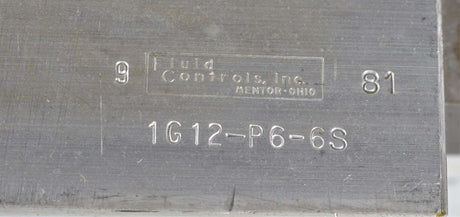 9 Fluid 81
Controls, Inc.
MENTOR-OHIO
1G12-P6-6S